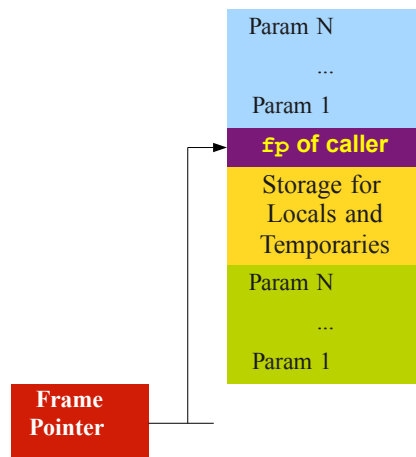 Param N
...
Param 1
fp of caller
Storage for
Locals and
Temporaries
Param N
...
Param 1
Frame
Pointer